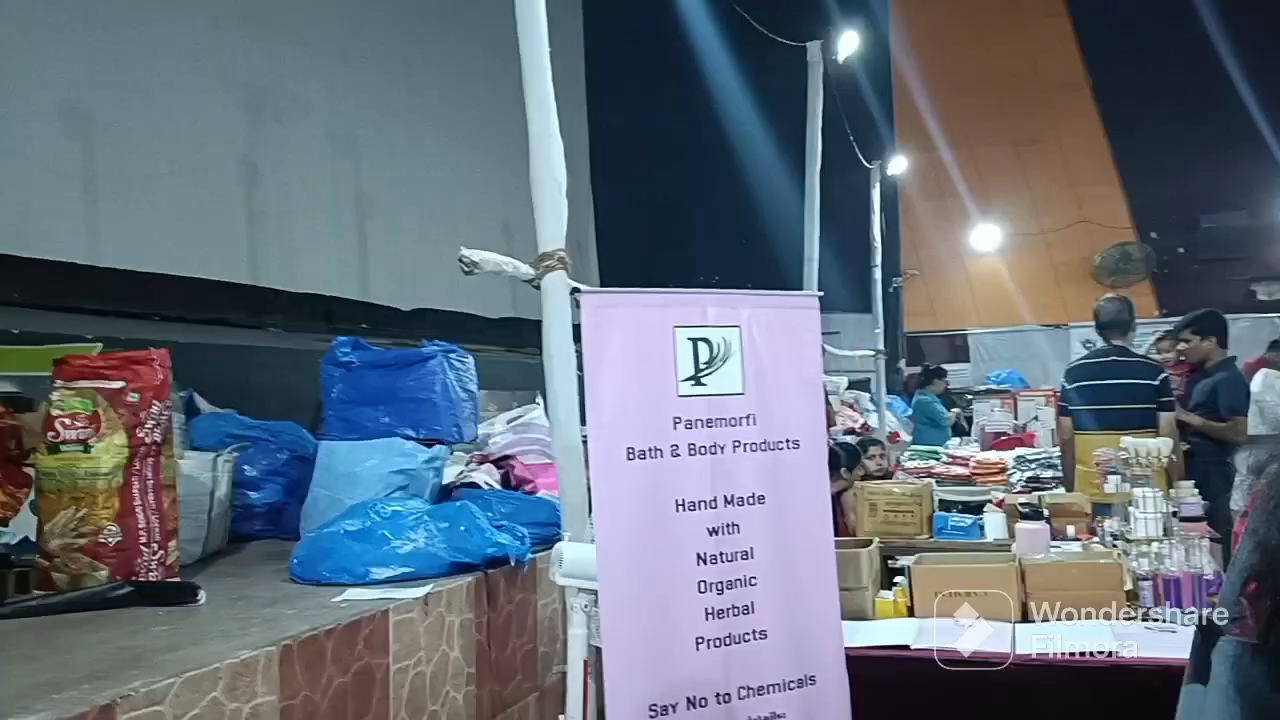 P
Panemorfi
Bath & Body Products
Hand Made
with
Natural
Organic
Herbal
Products
Say No to Chemicals
Wondershare
Filmora